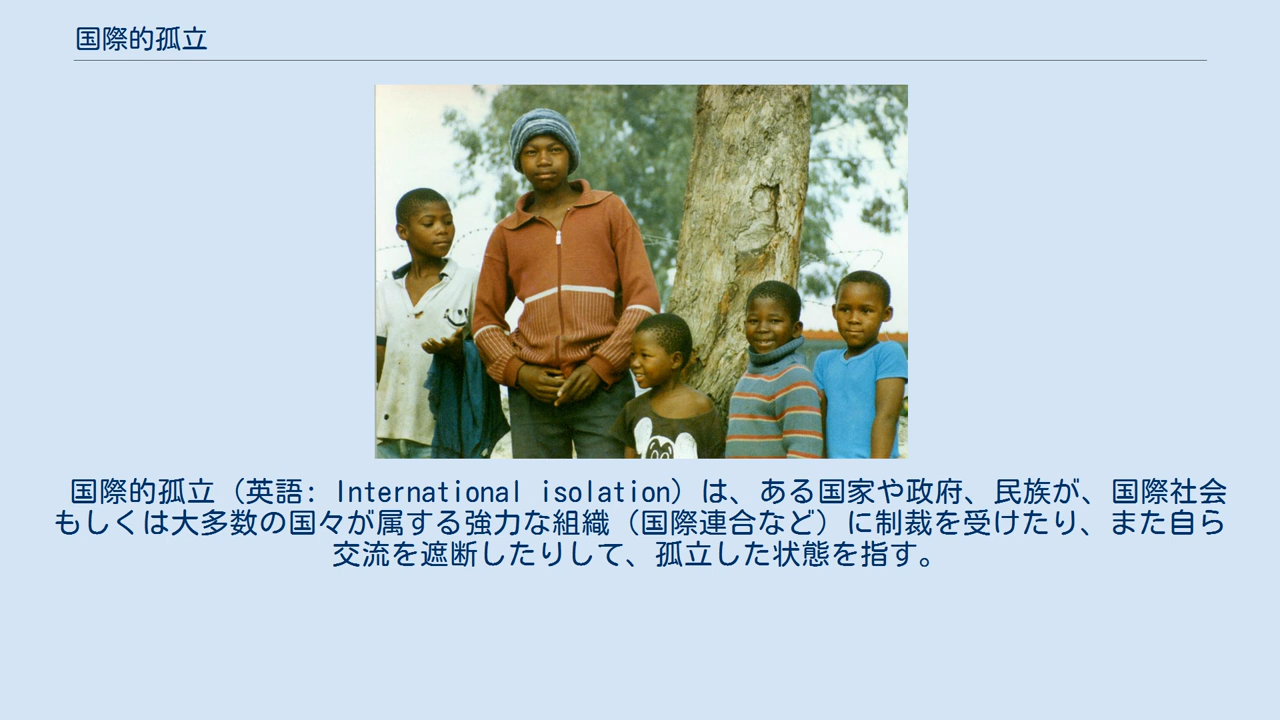 国際的孤立
国際的孤立（英語: International isolation）は、ある国家や政府、民族が、国際社会
もしくは大多数の国々が属する強力な組織（国際連合など）に制裁を受けたり、また自ら
交流を遮断したりして、孤立した状態を指す。